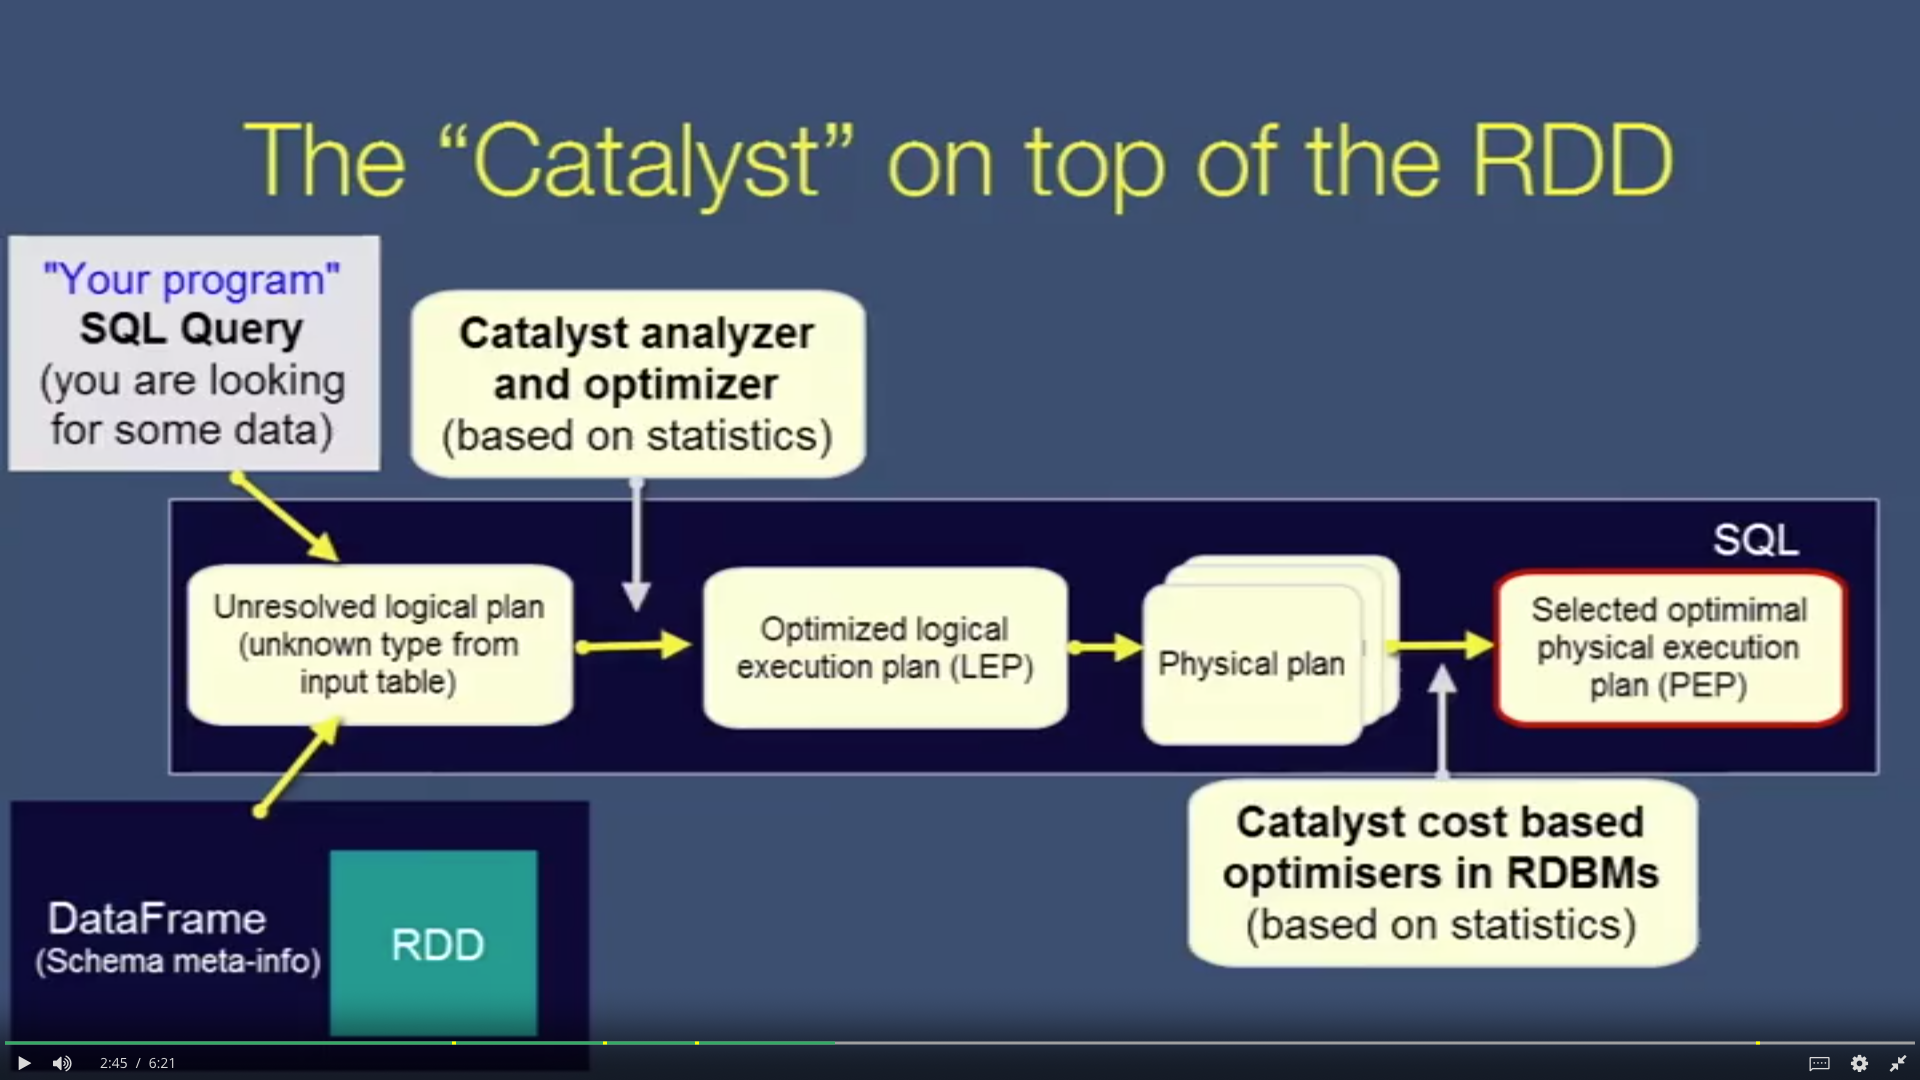 The “Catalyst” on top of the RDD
"Your program"
SQL Query
(you are looking
for some data)
Catalyst analyzer
and optimizer
(based on statistics)
SQL
Unresolved logical plan
(unknown type from
input table)
Optimized logical
execution plan (LEP)
Physical plan
Selected optimimal
physical execution
plan (PEP)
Catalyst cost based
optimisers in RDBMs
(based on statistics)
DataFrame
(Schema meta-info)
RDD
2:45 / 6:21